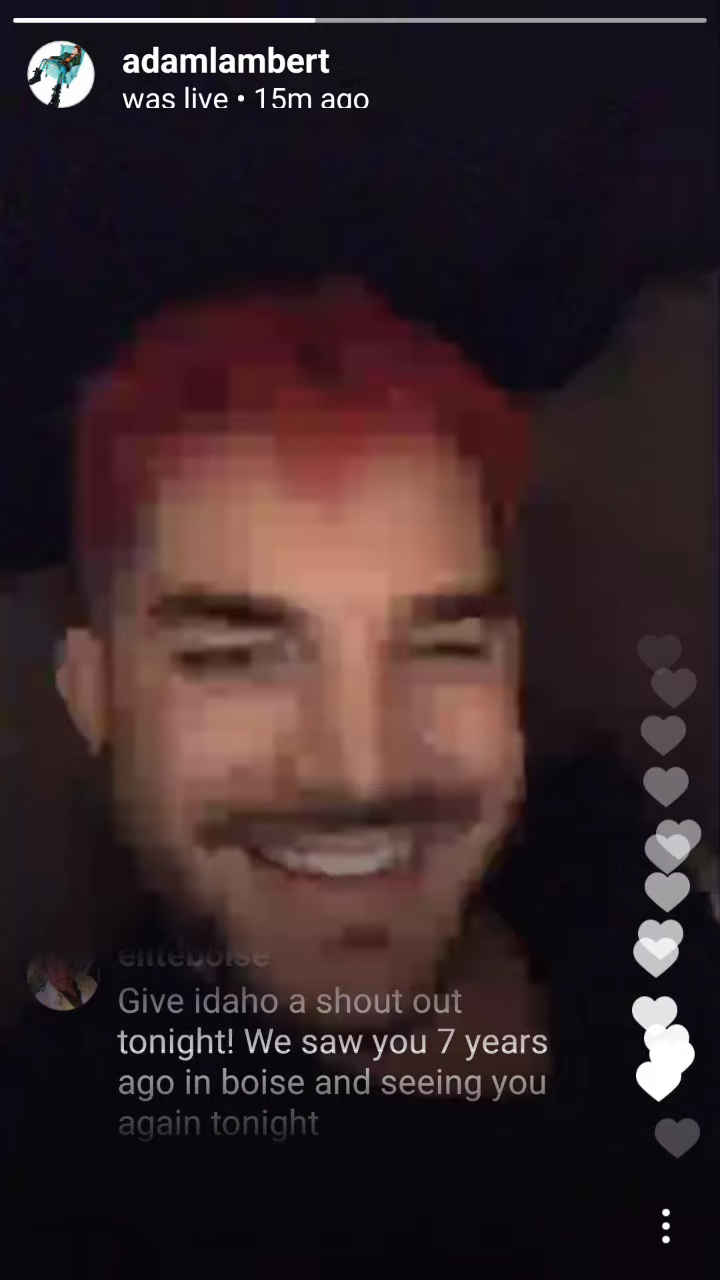 adamlambert
was live • 15m ago
eliteboise
Give idaho a shout out
tonight! We saw you 7 years
ago in boise and seeing you
again tonight